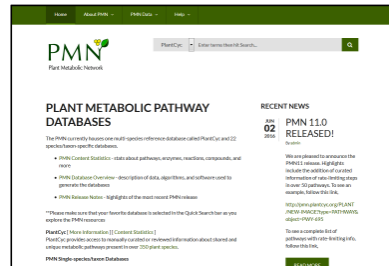 Home
About PMN
PMN Data
Help
PMN
Plant Metabolic Network
PlantCyc
Enter terms then hit Search...
PLANT METABOLIC PATHWAY
DATABASES
The PMN currently houses one multi-species reference database called PlantCyc and 22
species/taxon-specific databases.
PMN Content Statistics - stats about pathways, enzymes, reactions, compounds, and
more
PMN Database Overview - description of data, algorithms, and software used to
generate the databases
PMN Release Notes - highlights of the most recent PMN release
**Please make sure that your favorite database is selected in the Quick Search bar as you
explore the PMN resources
PlantCyc [ More Information ] [ Content Statistics ]
PlantCyc provides access to manually curated or reviewed information about shared and
unique metabolic pathways present in over 350 plant species.
PMN Single-species/taxon Databases
RECENT NEWS
JUN
02
2016
PMN 11.0
RELEASED!
By admin
We are pleased to announce the
PMN11 release. Highlights
include the addition of curated
information of rate-limiting steps
in over 50 pathways. To see an
example, follow this link,
http://pmn.plantcyc.org/PLANT
/NEW-IMAGE?type=PATHWAY&
object=PWY-695
To see a complete list of
pathways with rate-limiting info,
follow this link,
READ MORE